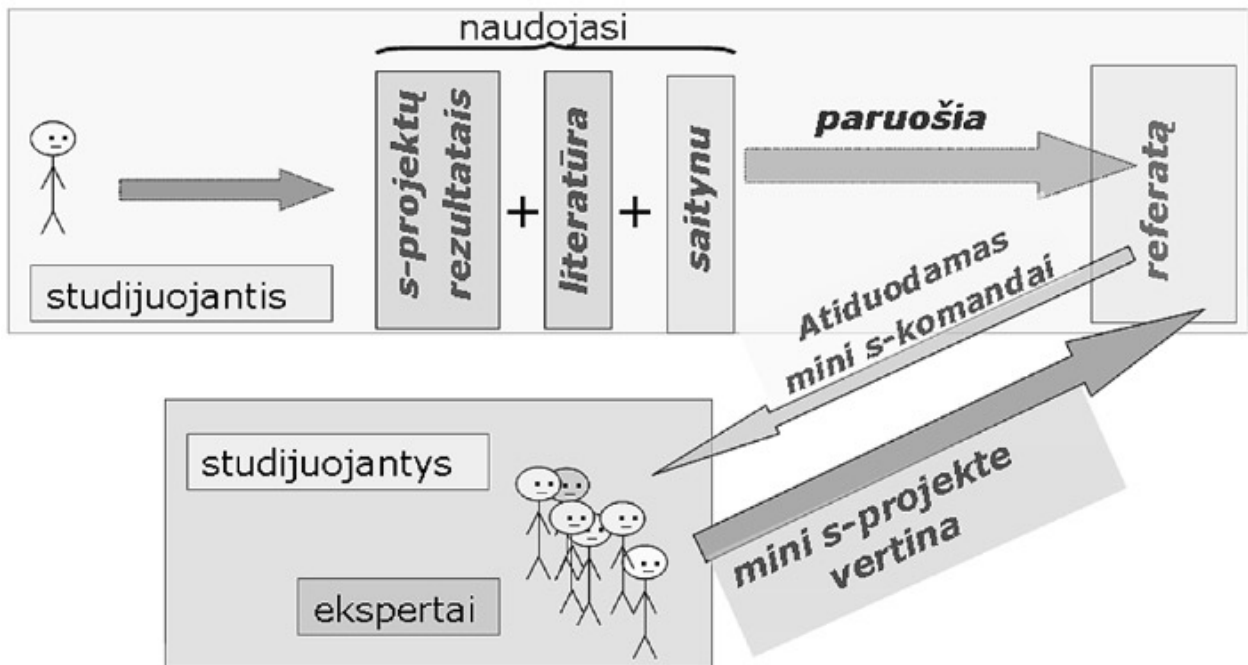 naudojasi
studijuojantis
s-projektų
rezultatais
+
literatūra
+
saitynu
paruošia
referatą
Atiduodamas
mini s-komandai
mini s-projekte
vertina
studijuojantys
ekspertai